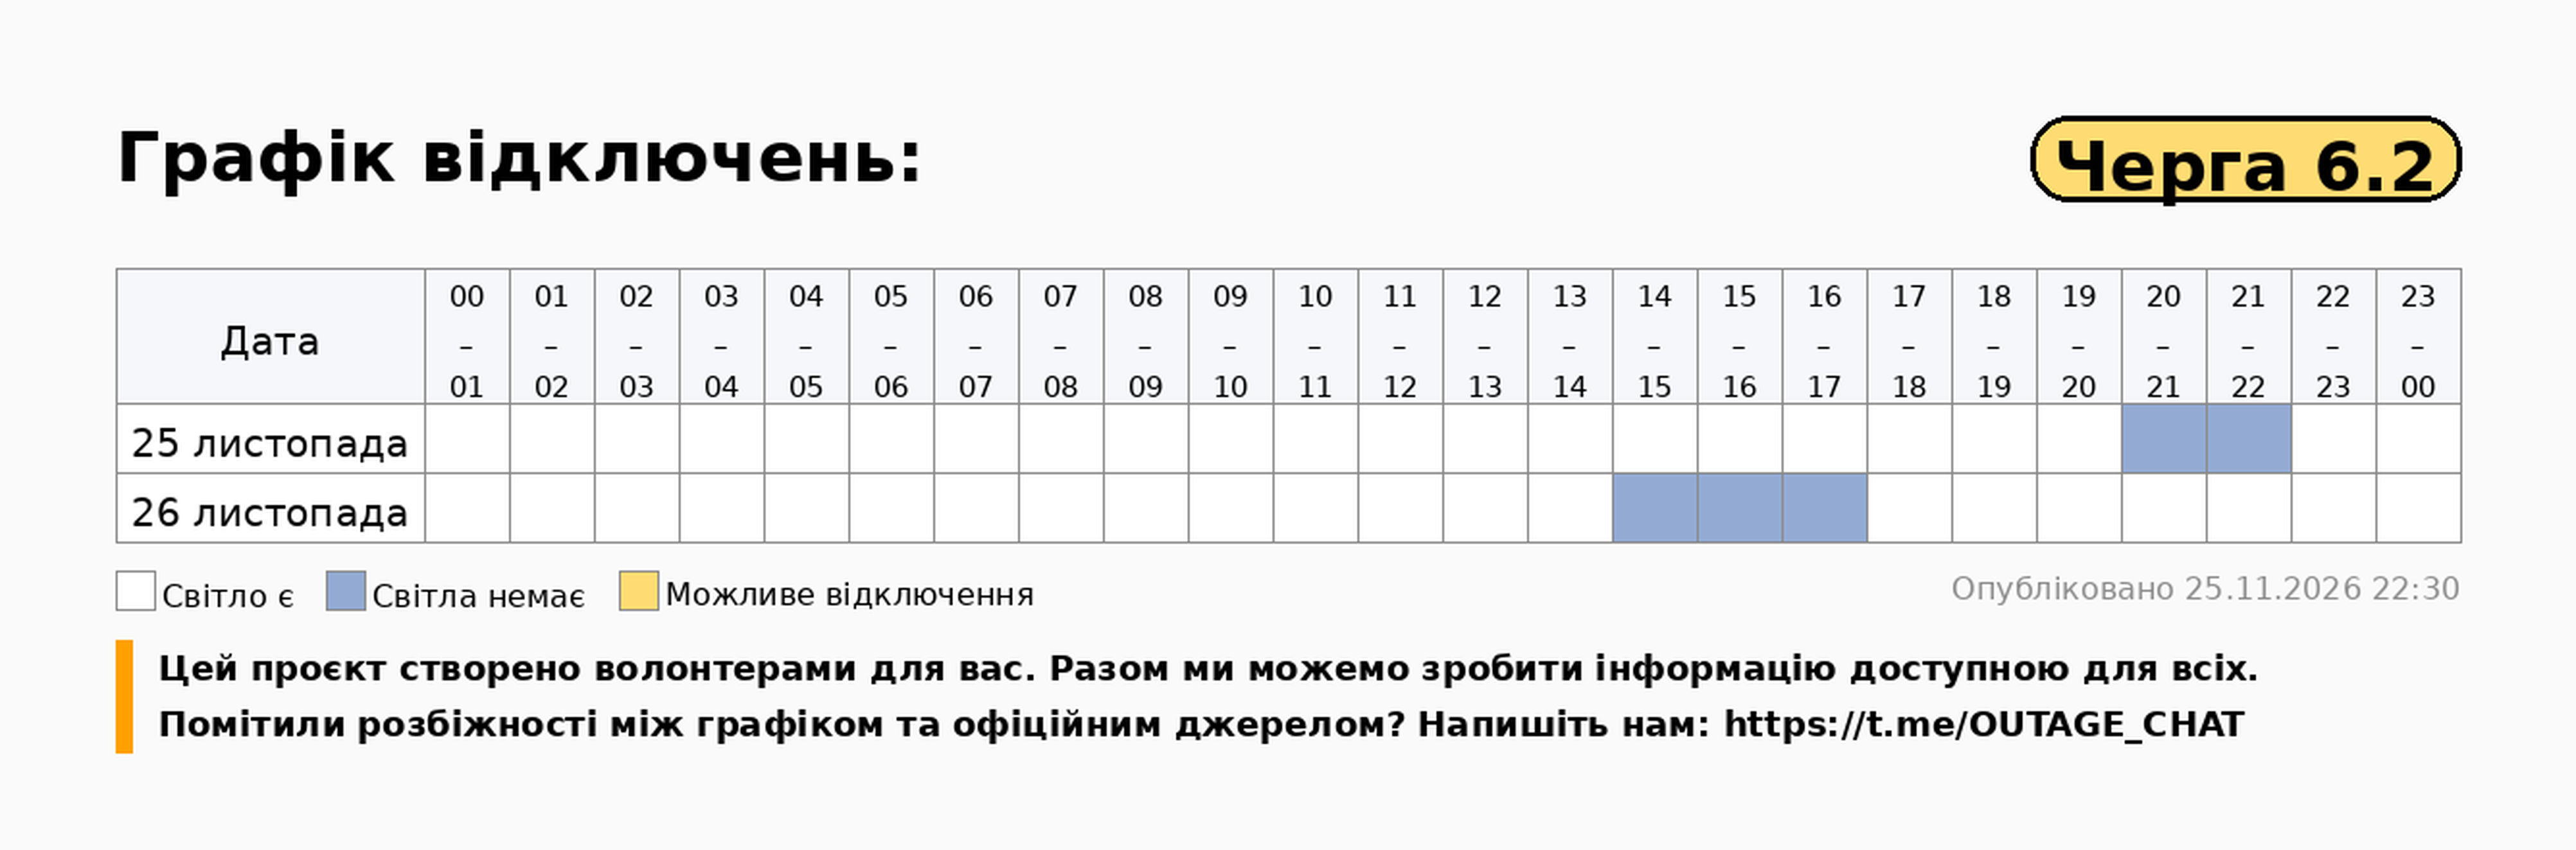 Графік відключень:
Черга 6.2
Дата
00 – 01
01 – 02
02 – 03
03 – 04
04 – 05
05 – 06
06 – 07
07 – 08
08 – 09
09 – 10
10 – 11
11 – 12
12 – 13
13 – 14
14 – 15
15 – 16
16 – 17
17 – 18
18 – 19
19 – 20
20 – 21
21 – 22
22 – 23
23 – 00
25 листопада
26 листопада
Світло є
Світла немає
Можливе відключення
Опубліковано 25.11.2026 22:30
Цей проєкт створено волонтерами для вас. Разом ми можемо зробити інформацію доступною для всіх.
Помітили розбіжності між графіком та офіційним джерелом? Напишіть нам: https://t.me/OUTAGE_CHAT